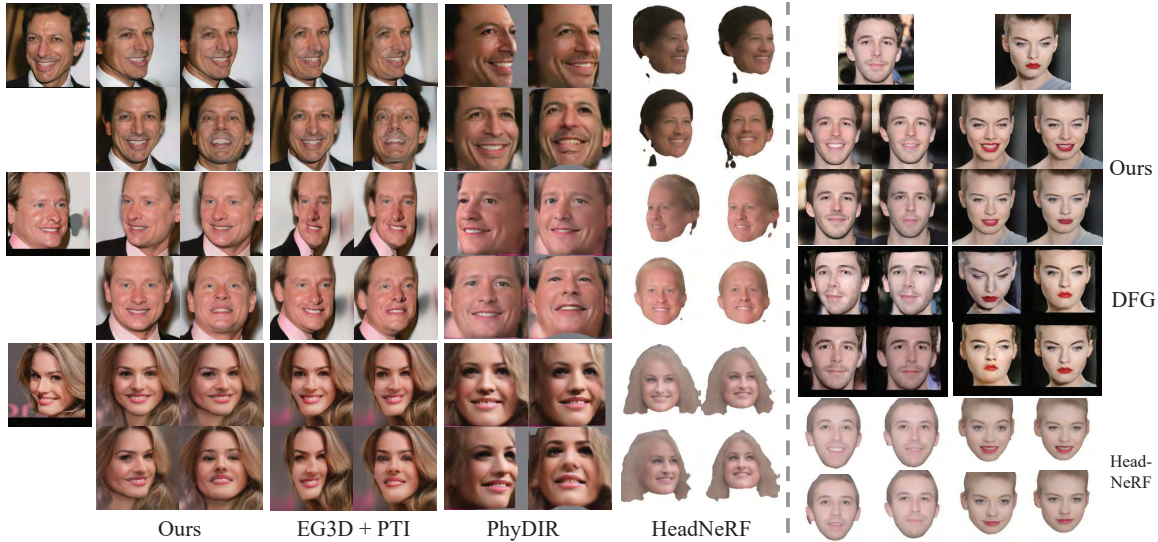 Ours
DFG
Head-
NeRF
Ours
EG3D + PTI
PhyDIR
HeadNeRF